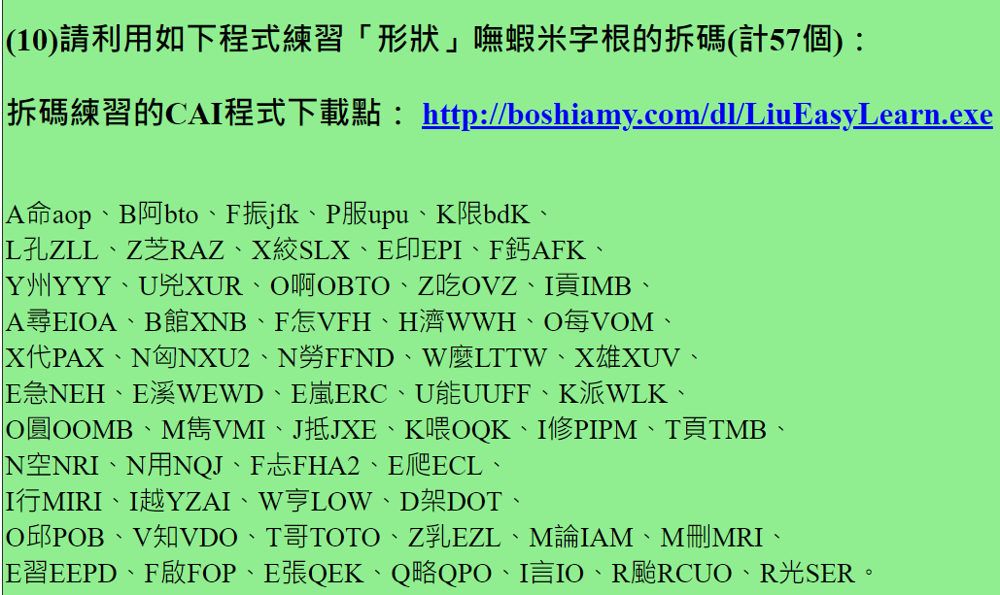 (10)請利用如下程式練習「形狀」嘸蝦米字根的拆碼(計57個)：
拆碼練習的CAI程式下載點： http://boshiamy.com/dl/LiuEasyLearn.exe
A命aop、B阿bto、F振jfk、P服upu、K限bdK、
L孔ZLL、Z芝RAZ、X絞SLX、E印EPI、F鈣AFK、
Y州YYY、U兇XUR、O啊OBTO、Z吃OVZ、I貢IMB、
A尋EIOA、B館XNB、F怎VFH、H濟WWH、O每VOM、
X代PAX、N匈NXU2、N勞FFND、W麼LTTW、X雄XUV、
E急NEH、E溪WEWD、E嵐ERC、U能UUFF、K派WLK、
O圓OOMB、M雋VMI、J抵JXE、K喂OQK、I修PIPM、T頁TMB、
N空NRI、N用NQJ、F忐FHA2、E爬ECL、
I行MIRI、I越YZAI、W亨LOW、D架DOT、
O邱POB、V知VDO、T哥TOTO、Z乳EZL、M論IAM、M刪MRI、
E習EEPD、F啟FOP、E張QEK、Q略QPO、I言IO、R颱RCUO、R光SER。